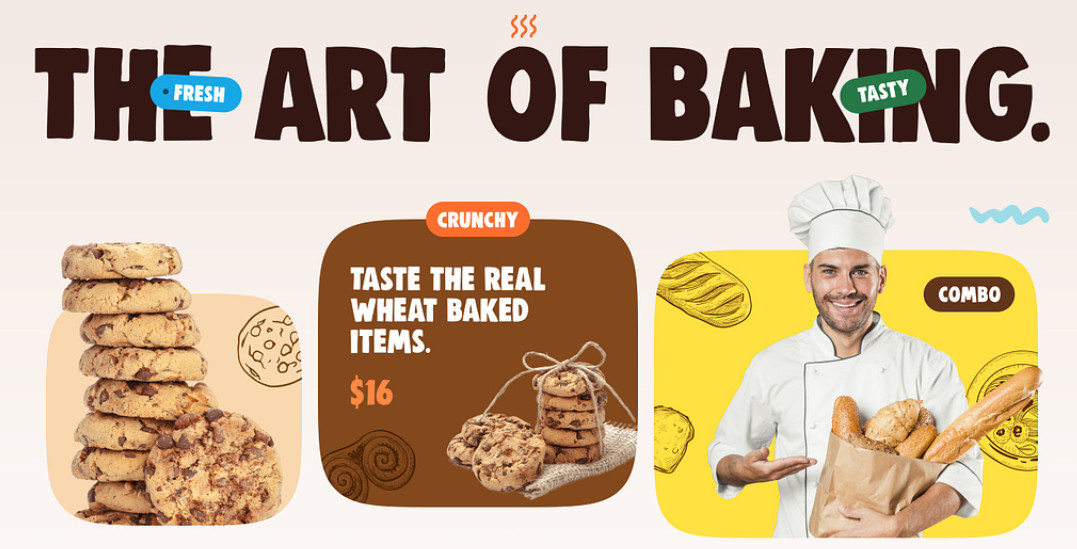 THE ART OF BAKING.
FRESH
TASTY
CRUNCHY
TASTE THE REAL
WHEAT BAKED
ITEMS.
$16
COMBO